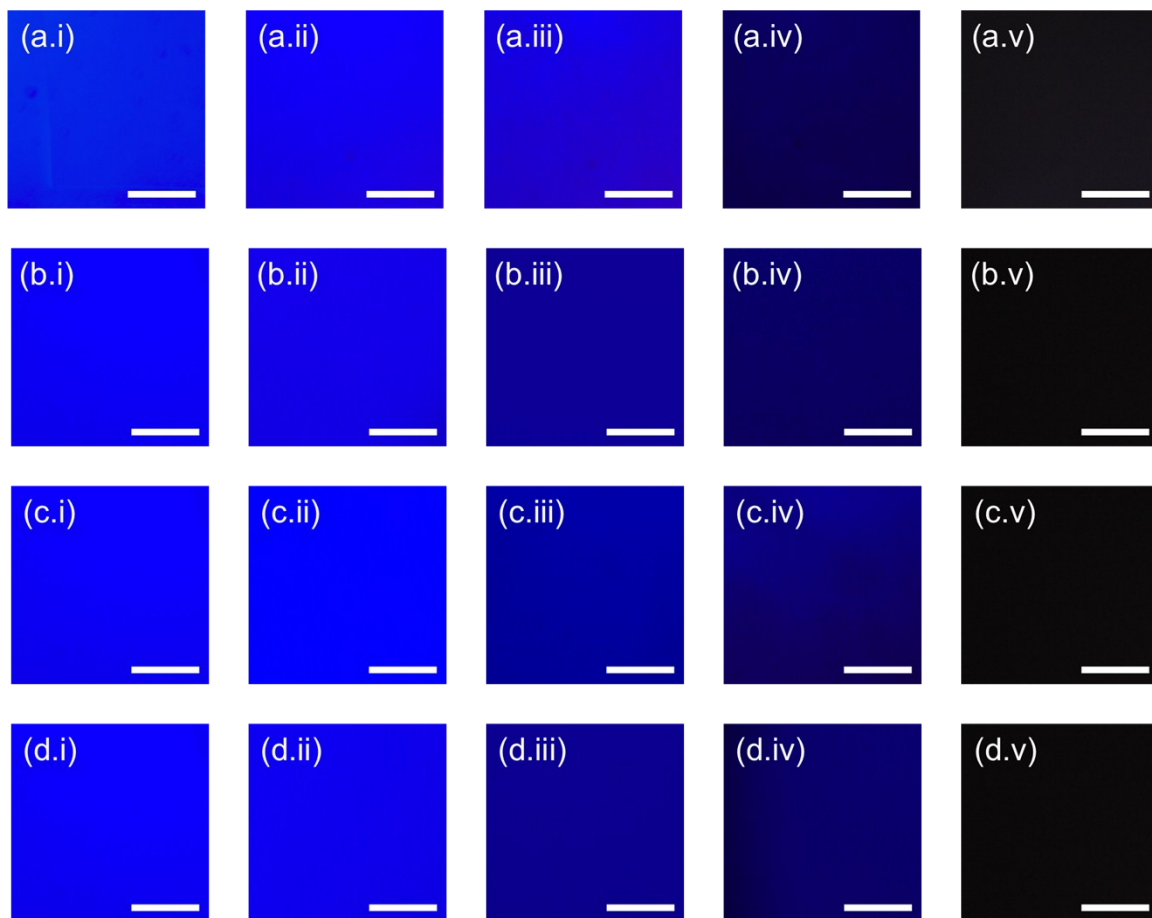 (a.i) (a.ii) (a.iii) (a.iv) (a.v)
(b.i) (b.ii) (b.iii) (b.iv) (b.v)
(c.i) (c.ii) (c.iii) (c.iv) (c.v)
(d.i) (d.ii) (d.iii) (d.iv) (d.v)